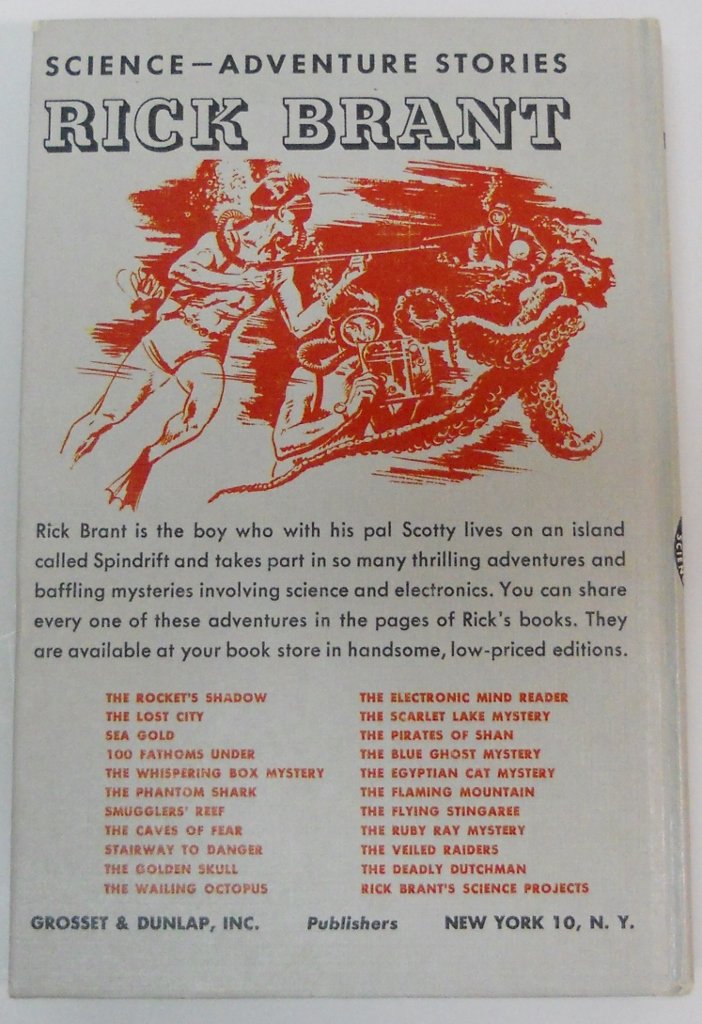 SCIENCE—ADVENTURE STORIES
RICK BRANT
Rick Brant is the boy who with his pal Scotty lives on an island
called Spindrift and takes part in so many thrilling adventures and
baffling mysteries involving science and electronics. You can share
every one of these adventures in the pages of Rick's books. They
are available at your book store in handsome, low-priced editions.
THE ROCKET'S SHADOW
THE LOST CITY
SEA GOLD
100 FATHOMS UNDER
THE WHISPERING BOX MYSTERY
THE PHANTOM SHARK
SMUGGLERS' REEF
THE CAVES OF FEAR
STAIRWAY TO DANGER
THE GOLDEN SKULL
THE WAILING OCTOPUS
THE ELECTRONIC MIND READER
THE SCARLET LAKE MYSTERY
THE PIRATES OF SHAN
THE BLUE GHOST MYSTERY
THE EGYPTIAN CAT MYSTERY
THE FLAMING MOUNTAIN
THE FLYING STINGAREE
THE RUBY RAY MYSTERY
THE VEILED RAIDERS
THE DEADLY DUTCHMAN
RICK BRANT'S SCIENCE PROJECTS
GROSSET & DUNLAP, INC. Publishers NEW YORK 10, N. Y.